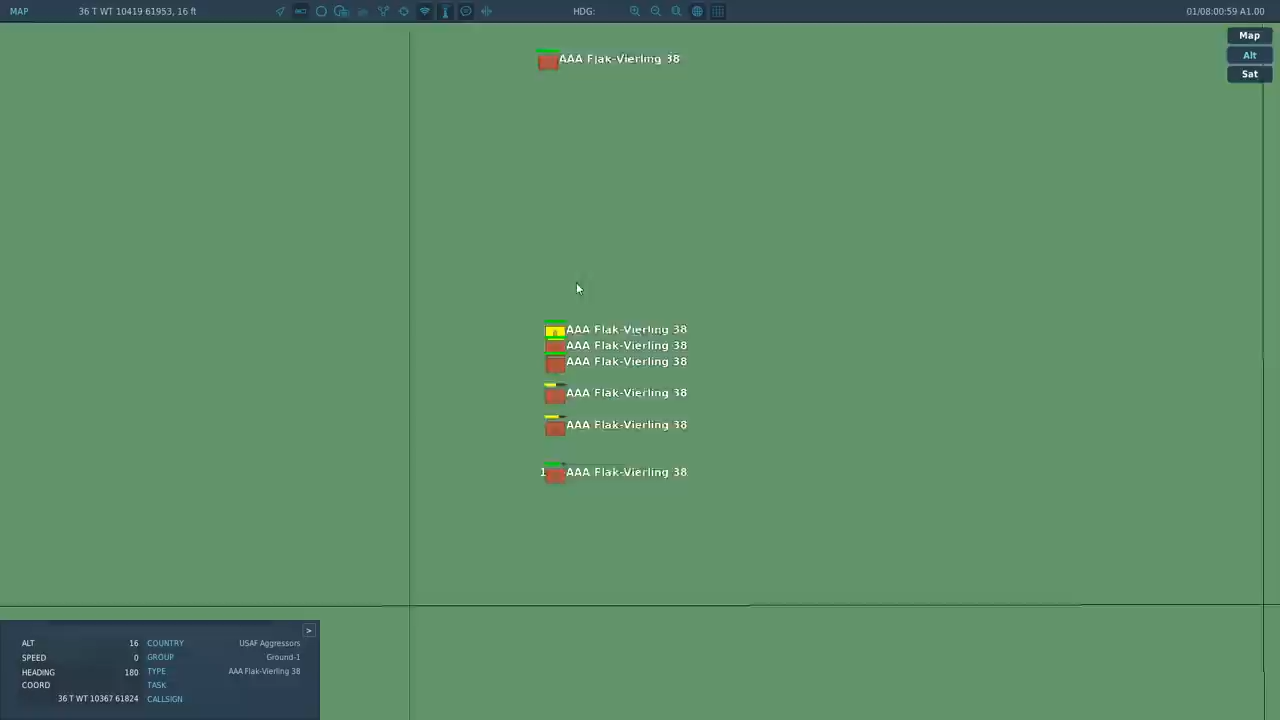 MAP 36 T WT 10419 61953, 16 ft HDG: 01/08:00:59 A1.00
Map
Alt
Sat
AAA Flak-Vierling 38
AAA Flak-Vierling 38
AAA Flak-Vierling 38
AAA Flak-Vierling 38
AAA Flak-Vierling 38
AAA Flak-Vierling 38
1 AAA Flak-Vierling 38
>
ALT 16 COUNTRY USAF Aggressors
SPEED 0 GROUP Ground-1
HEADING 180 TYPE AAA Flak-Vierling 38
COORD TASK
36 T WT 10367 61824 CALLSIGN